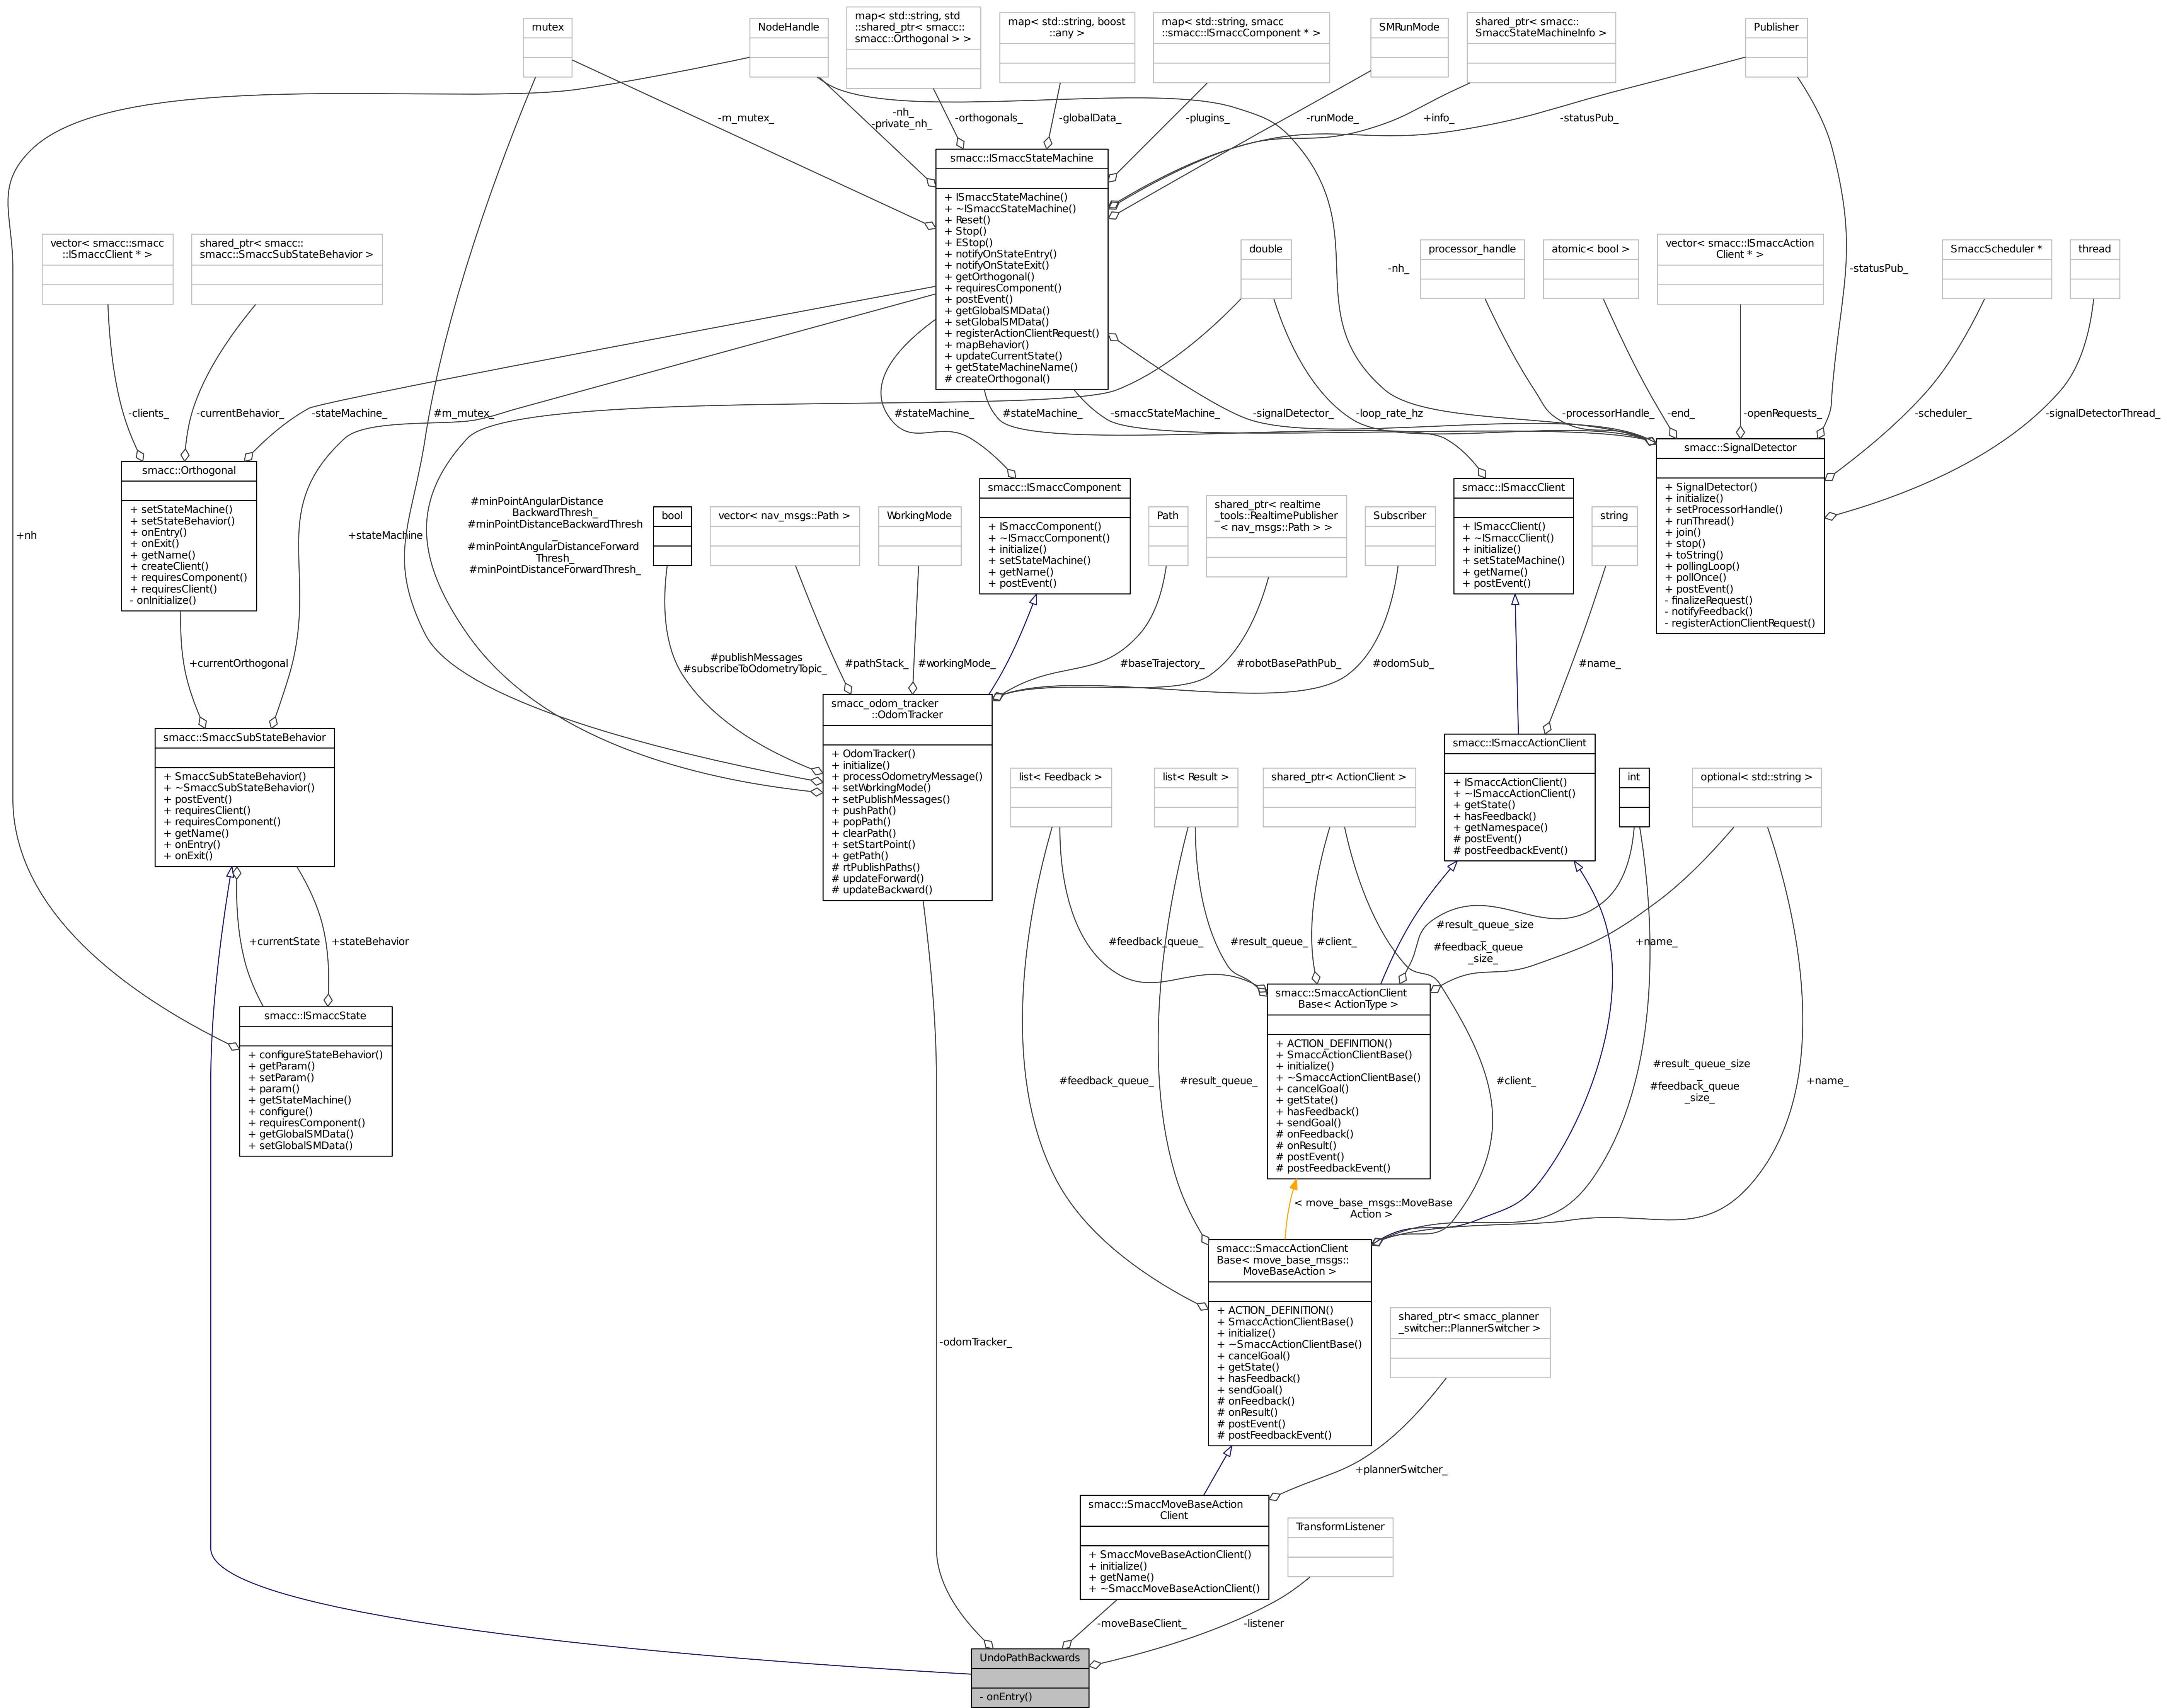 mutex
NodeHandle
map< std::string, std
::shared_ptr< smacc::
smacc::Orthogonal > >
map< std::string, boost
::any >
map< std::string, smacc
::smacc::ISmaccComponent * >
SMRunMode
shared_ptr< smacc::
SmaccStateMachineInfo >
Publisher
-m_mutex_
-nh_
-private_nh_
-orthogonals_
-globalData_
-plugins_
-runMode_
+info_
-statusPub_
smacc::ISmaccStateMachine
+ ISmaccStateMachine()
+ ~ISmaccStateMachine()
+ Reset()
+ Stop()
+ EStop()
+ notifyOnStateEntry()
+ notifyOnStateExit()
+ getOrthogonal()
+ requiresComponent()
+ postEvent()
+ getGlobalSMData()
+ setGlobalSMData()
+ registerActionClientRequest()
+ mapBehavior()
+ updateCurrentState()
+ getStateMachineName()
# createOrthogonal()
vector< smacc::smacc
::ISmaccClient * >
shared_ptr< smacc::
smacc::SmaccSubStateBehavior >
double
-nh_
processor_handle
atomic< bool >
vector< smacc::ISmaccAction
Client * >
-statusPub_
SmaccScheduler *
thread
-clients_
-currentBehavior_
-stateMachine_
#m_mutex_
#stateMachine_
#stateMachine_
-smaccStateMachine_
-signalDetector_
-loop_rate_hz
-processorHandle_
-end_
-openRequests_
-scheduler_
-signalDetectorThread_
smacc::Orthogonal
+ setStateMachine()
+ setStateBehavior()
+ onEntry()
+ onExit()
+ getName()
+ createClient()
+ requiresComponent()
+ requiresClient()
- onInitialize()
smacc::SignalDetector
+ SignalDetector()
+ initialize()
+ setProcessorHandle()
+ runThread()
+ join()
+ stop()
+ toString()
+ pollingLoop()
+ pollOnce()
+ postEvent()
- finalizeRequest()
- notifyFeedback()
- registerActionClientRequest()
+nh
+stateMachine
#minPointAngularDistance
BackwardThresh_
#minPointDistanceBackwardThresh
_
#minPointAngularDistanceForward
Thresh_
#minPointDistanceForwardThresh_
bool
vector< nav_msgs::Path >
WorkingMode
smacc::ISmaccComponent
+ ISmaccComponent()
+ ~ISmaccComponent()
+ initialize()
+ setStateMachine()
+ getName()
+ postEvent()
Path
shared_ptr< realtime
_tools::RealtimePublisher
< nav_msgs::Path > >
Subscriber
smacc::ISmaccClient
+ ISmaccClient()
+ ~ISmaccClient()
+ initialize()
+ setStateMachine()
+ getName()
+ postEvent()
string
+currentOrthogonal
#publishMessages
#subscribeToOdometryTopic_
#pathStack_
#workingMode_
#baseTrajectory_
#robotBasePathPub_
#odomSub_
#name_
smacc::SmaccSubStateBehavior
+ SmaccSubStateBehavior()
+ ~SmaccSubStateBehavior()
+ postEvent()
+ requiresClient()
+ requiresComponent()
+ getName()
+ onEntry()
+ onExit()
smacc_odom_tracker
::OdomTracker
+ OdomTracker()
+ initialize()
+ processOdometryMessage()
+ setWorkingMode()
+ setPublishMessages()
+ pushPath()
+ popPath()
+ clearPath()
+ setStartPoint()
+ getPath()
# rtPublishPaths()
# updateForward()
# updateBackward()
smacc::ISmaccActionClient
+ ISmaccActionClient()
+ ~ISmaccActionClient()
+ getState()
+ hasFeedback()
+ getNamespace()
# postEvent()
# postFeedbackEvent()
list< Feedback >
list< Result >
shared_ptr< ActionClient >
int
optional< std::string >
+currentState
+stateBehavior
#feedback_queue_
#result_queue_
#client_
#result_queue_size
_
#feedback_queue
_size_
+name_
smacc::ISmaccState
+ configureStateBehavior()
+ getParam()
+ setParam()
+ param()
+ getStateMachine()
+ configure()
+ requiresComponent()
+ getGlobalSMData()
+ setGlobalSMData()
smacc::SmaccActionClient
Base< ActionType >
+ ACTION_DEFINITION()
+ SmaccActionClientBase()
+ initialize()
+ ~SmaccActionClientBase()
+ cancelGoal()
+ getState()
+ hasFeedback()
+ sendGoal()
# onFeedback()
# onResult()
# postEvent()
# postFeedbackEvent()
#feedback_queue_
#result_queue_
#client_
#result_queue_size
_
#feedback_queue
_size_
+name_
< move_base_msgs::MoveBase
Action >
smacc::SmaccActionClient
Base< move_base_msgs::
MoveBaseAction >
+ ACTION_DEFINITION()
+ SmaccActionClientBase()
+ initialize()
+ ~SmaccActionClientBase()
+ cancelGoal()
+ getState()
+ hasFeedback()
+ sendGoal()
# onFeedback()
# onResult()
# postEvent()
# postFeedbackEvent()
-odomTracker_
shared_ptr< smacc_planner
_switcher::PlannerSwitcher >
+plannerSwitcher_
smacc::SmaccMoveBaseAction
Client
+ SmaccMoveBaseActionClient()
+ initialize()
+ getName()
+ ~SmaccMoveBaseActionClient()
TransformListener
-moveBaseClient_
-listener
UndoPathBackwards
- onEntry()